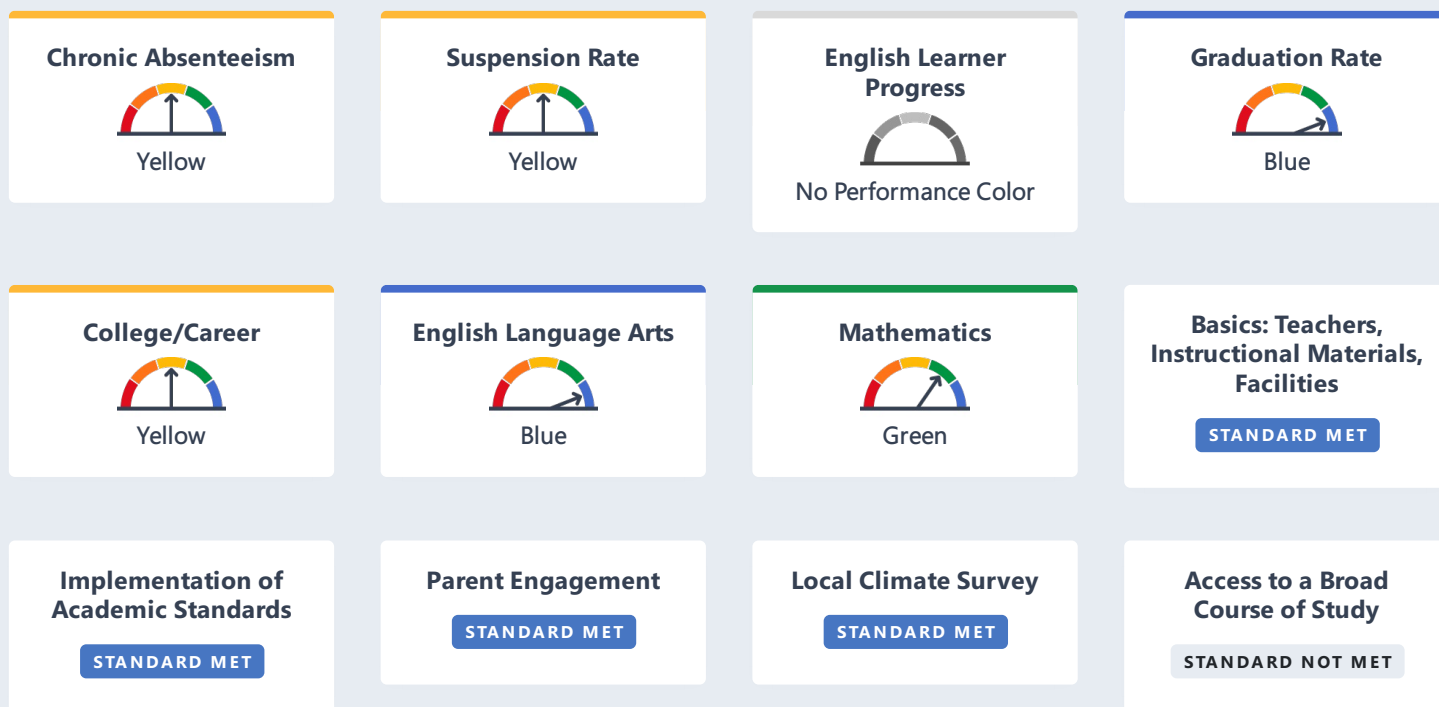 Chronic Absenteeism
Yellow
Suspension Rate
Yellow
English Learner
Progress
No Performance Color
Graduation Rate
Blue
College/Career
Yellow
English Language Arts
Blue
Mathematics
Green
Basics: Teachers,
Instructional Materials,
Facilities
STANDARD MET
Implementation of
Academic Standards
STANDARD MET
Parent Engagement
STANDARD MET
Local Climate Survey
STANDARD MET
Access to a Broad
Course of Study
STANDARD NOT MET